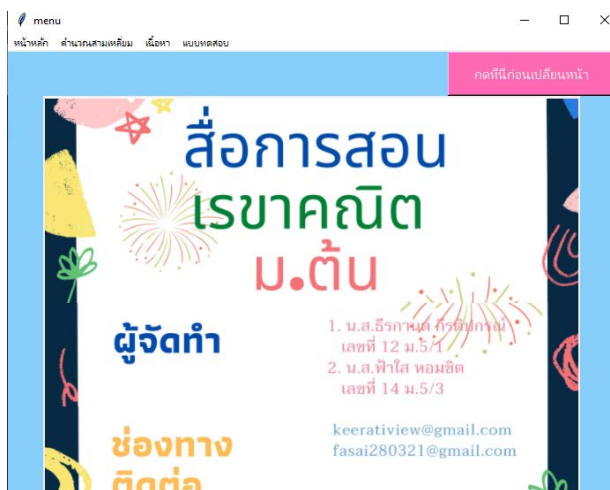 menu
หน้าหลัก คำนวณสามเหลี่ยม เนื้อหา แบบทดสอบ
กดที่นี่ก่อนเปลี่ยนหน้า
สื่อการสอน
เรขาคณิต
ม.ต้น
ผู้จัดทำ
1. น.ส.ธีรกานต์ กีรติปกรณ์
เลขที่ 12 ม.5/1
2. น.ส.ฟ้าใส หอมชิต
เลขที่ 14 ม.5/3
ช่องทาง
ติดต่อ
keeratiview@gmail.com
fasai280321@gmail.com